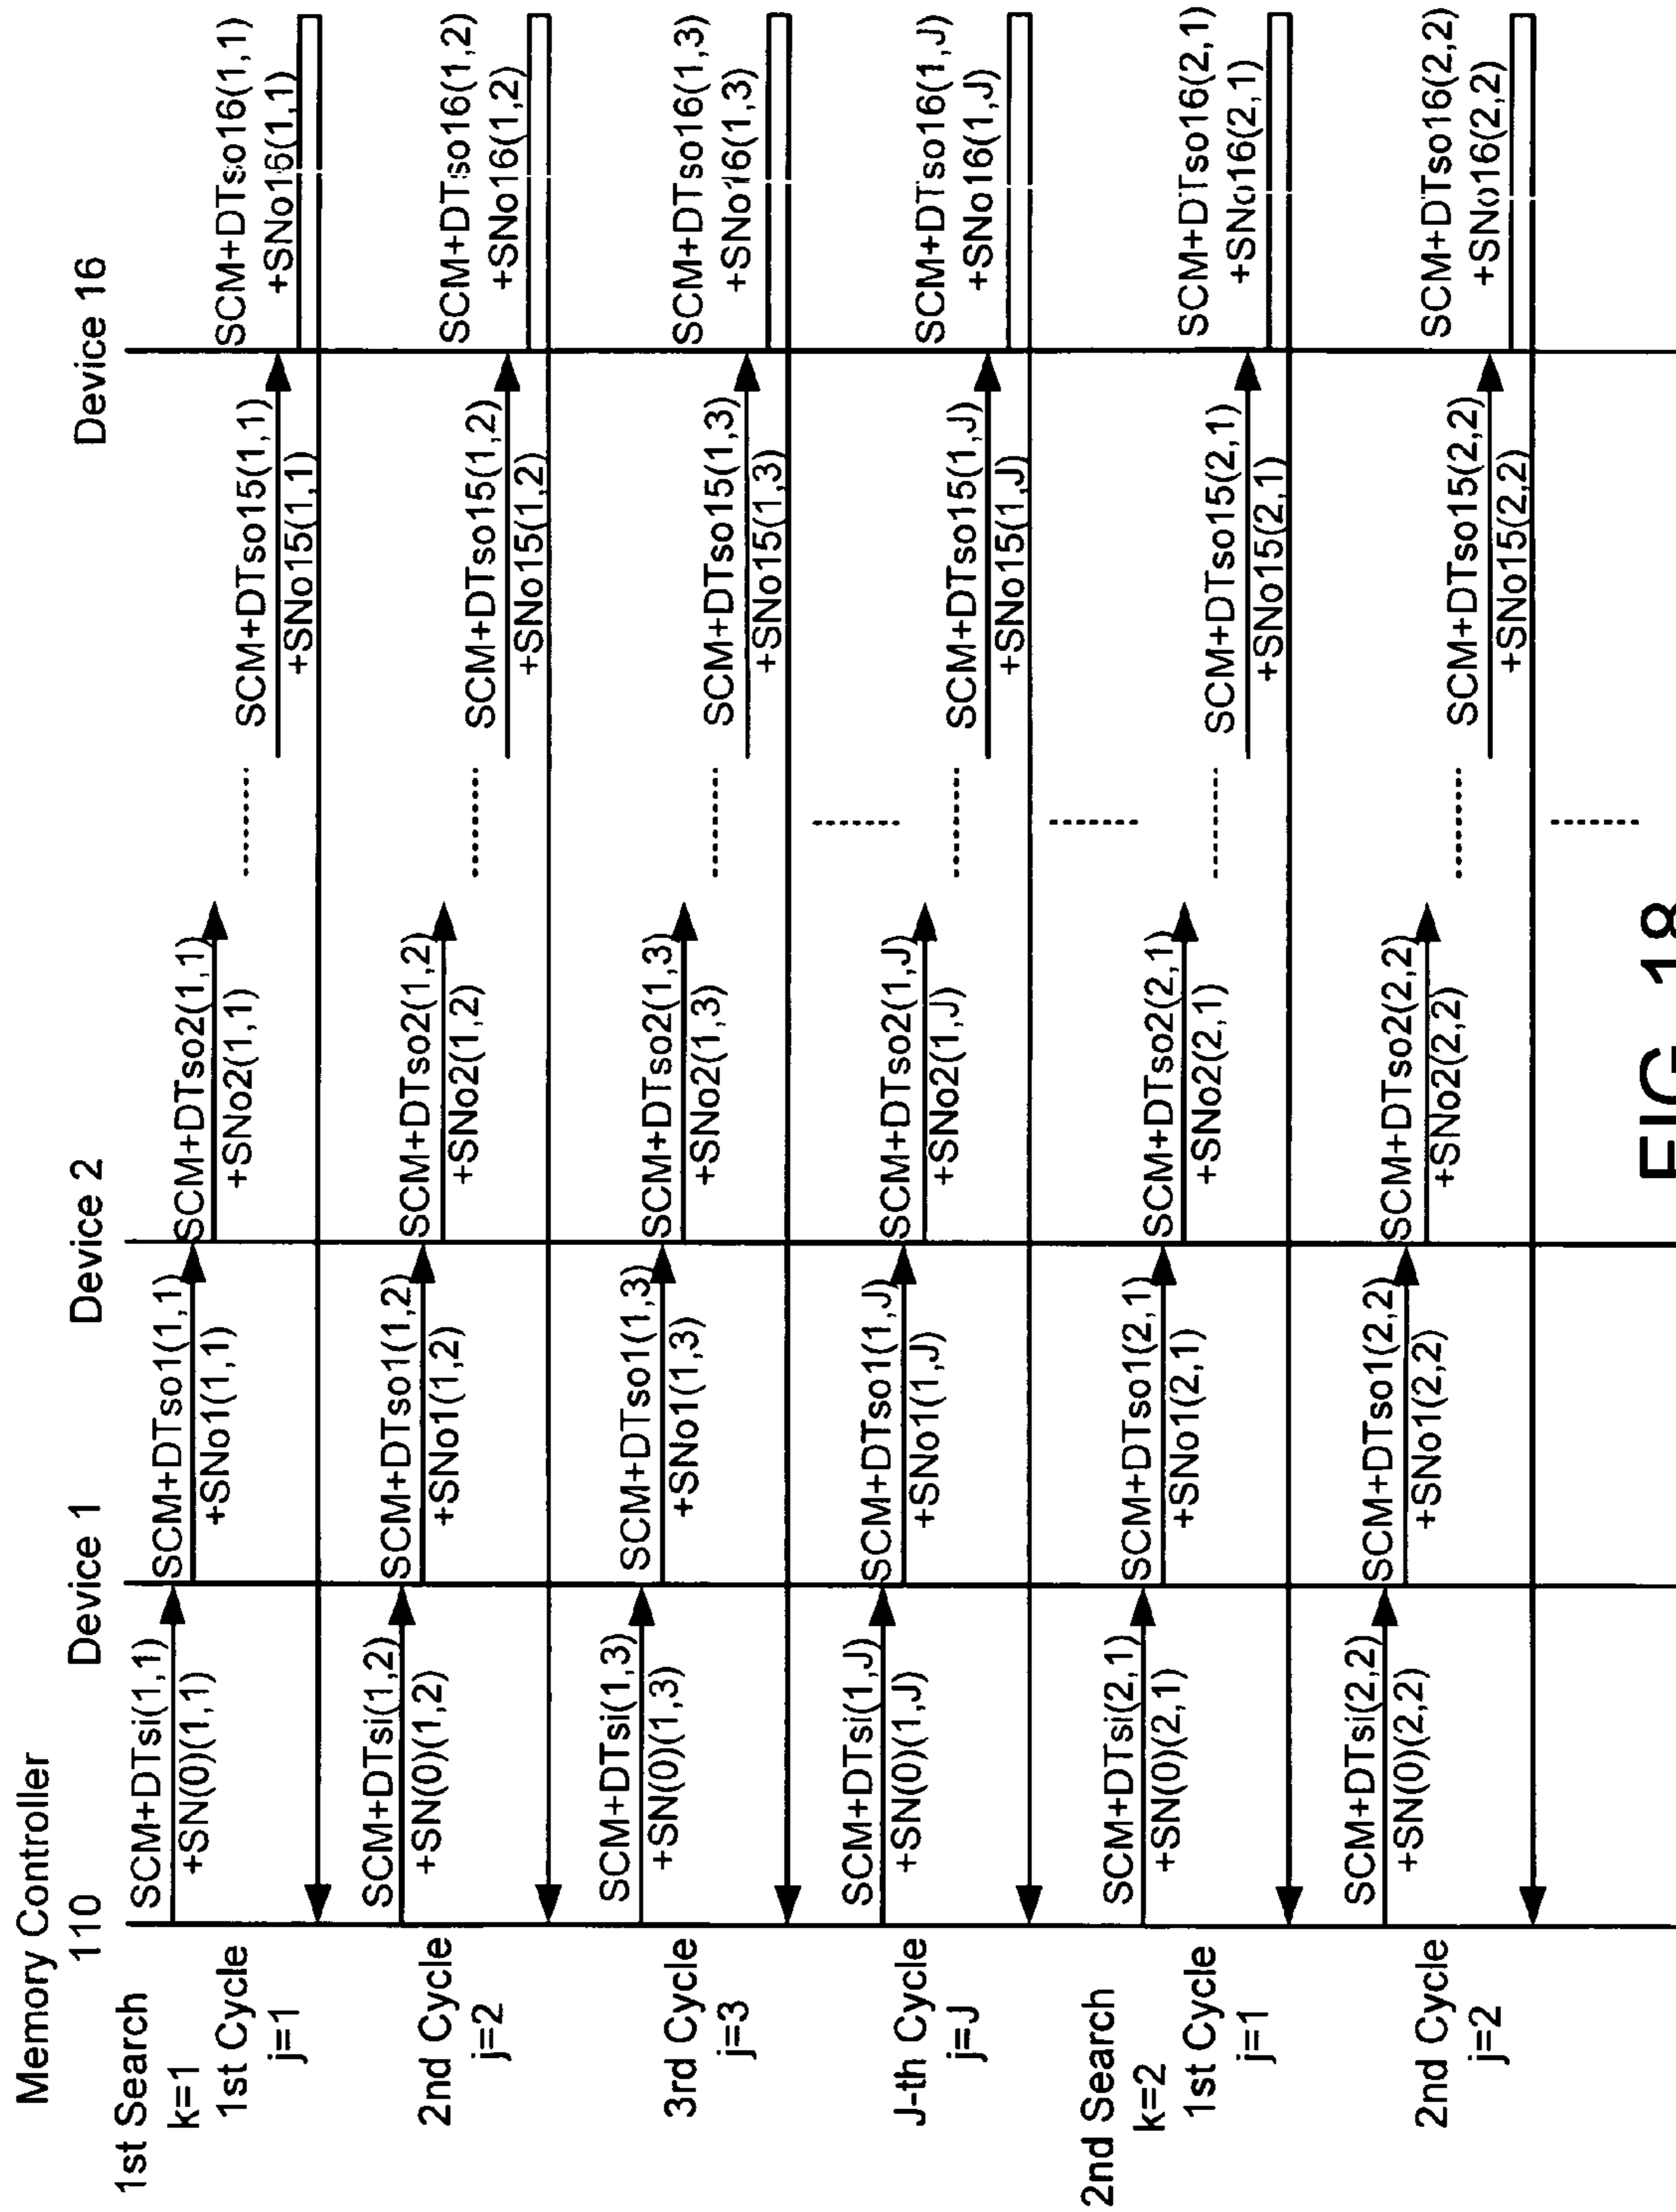 Memory Controller
110
Device 1
Device 2
Device 16
1st Search
k=1
1st Cycle
j=1
SCM+DTsi(1,1)
+SN(0)(1,1)
SCM+DTso1(1,1)
+SNo1(1,1)
SCM+DTso2(1,1)
+SNo2(1,1)
SCM+DTso15(1,1)
+SNo15(1,1)
SCM+DTso16(1,1)
+SNo16(1,1)
2nd Cycle
j=2
SCM+DTsi(1,2)
+SN(0)(1,2)
SCM+DTso1(1,2)
+SNo1(1,2)
SCM+DTso2(1,2)
+SNo2(1,2)
SCM+DTso15(1,2)
+SNo15(1,2)
SCM+DTso16(1,2)
+SNo16(1,2)
3rd Cycle
j=3
SCM+DTsi(1,3)
+SN(0)(1,3)
SCM+DTso1(1,3)
+SNo1(1,3)
SCM+DTso2(1,3)
+SNo2(1,3)
SCM+DTso15(1,3)
+SNo15(1,3)
SCM+DTso16(1,3)
+SNo16(1,3)
J-th Cycle
j=J
SCM+DTsi(1,J)
+SN(0)(1,J)
SCM+DTso1(1,J)
+SNo1(1,J)
SCM+DTso2(1,J)
+SNo2(1,J)
SCM+DTso15(1,J)
+SNo15(1,J)
SCM+DTso16(1,J)
+SNo16(1,J)
2nd Search
k=2
1st Cycle
j=1
SCM+DTsi(2,1)
+SN(0)(2,1)
SCM+DTso1(2,1)
+SNo1(2,1)
SCM+DTso2(2,1)
+SNo2(2,1)
SCM+DTso15(2,1)
+SNo15(2,1)
SCM+DTso16(2,1)
+SNo16(2,1)
2nd Cycle
j=2
SCM+DTsi(2,2)
+SN(0)(2,2)
SCM+DTso1(2,2)
+SNo1(2,2)
SCM+DTso2(2,2)
+SNo2(2,2)
SCM+DTso15(2,2)
+SNo15(2,2)
SCM+DTso16(2,2)
+SNo16(2,2)
FIG. 18